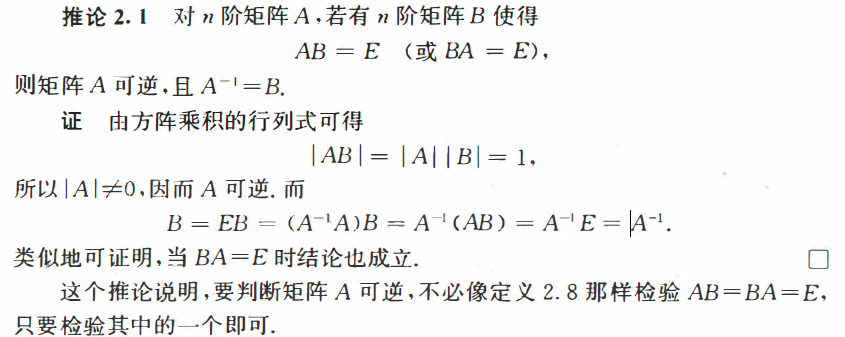 推论 2.1 对 n 阶矩阵 A,若有 n 阶矩阵 B 使得
AB = E (或 BA = E),
则矩阵 A 可逆,且 A⁻¹=B.
证 由方阵乘积的行列式可得
|AB| = |A||B| = 1,
所以|A|≠0,因而 A 可逆. 而
B = EB = (A⁻¹A)B = A⁻¹(AB) = A⁻¹E = A⁻¹.
类似地可证明,当 BA=E 时结论也成立. □
这个推论说明,要判断矩阵 A 可逆,不必像定义 2.8 那样检验 AB=BA=E,
只要检验其中的一个即可.